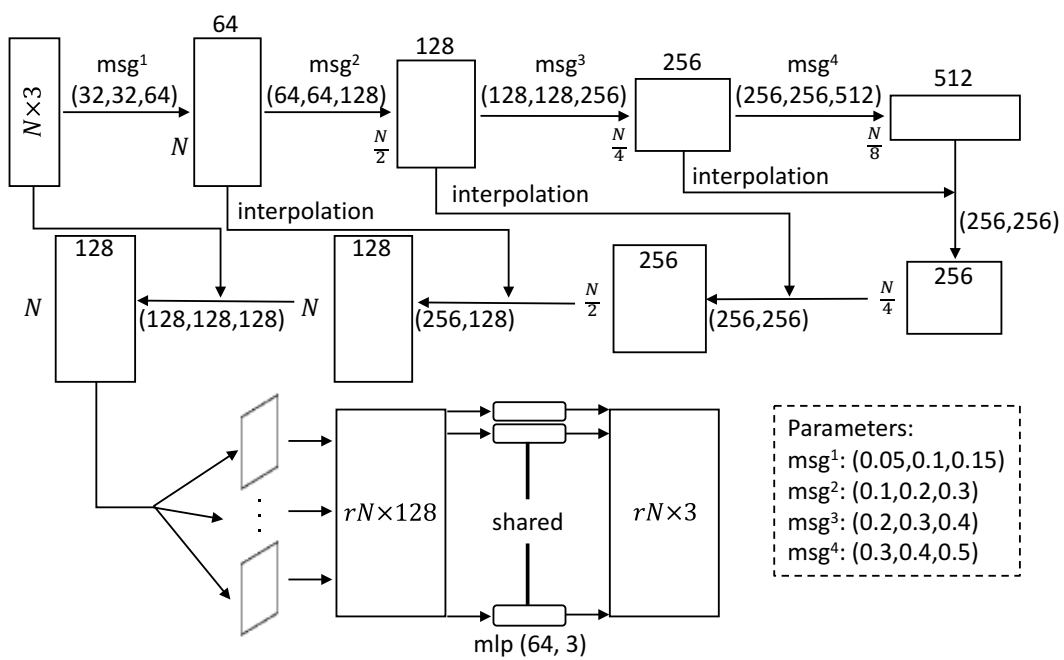 64
128
256
512
N×3
msg¹
(32,32,64)
N
msg²
(64,64,128)
N/2
msg³
(128,128,256)
N/4
msg⁴
(256,256,512)
N/8
interpolation
interpolation
interpolation
(256,256)
128
N
(128,128,128)
N
128
(256,128)
N/2
256
(256,256)
N/4
256
rN×128
shared
mlp (64, 3)
rN×3
Parameters:
msg¹: (0.05,0.1,0.15)
msg²: (0.1,0.2,0.3)
msg³: (0.2,0.3,0.4)
msg⁴: (0.3,0.4,0.5)